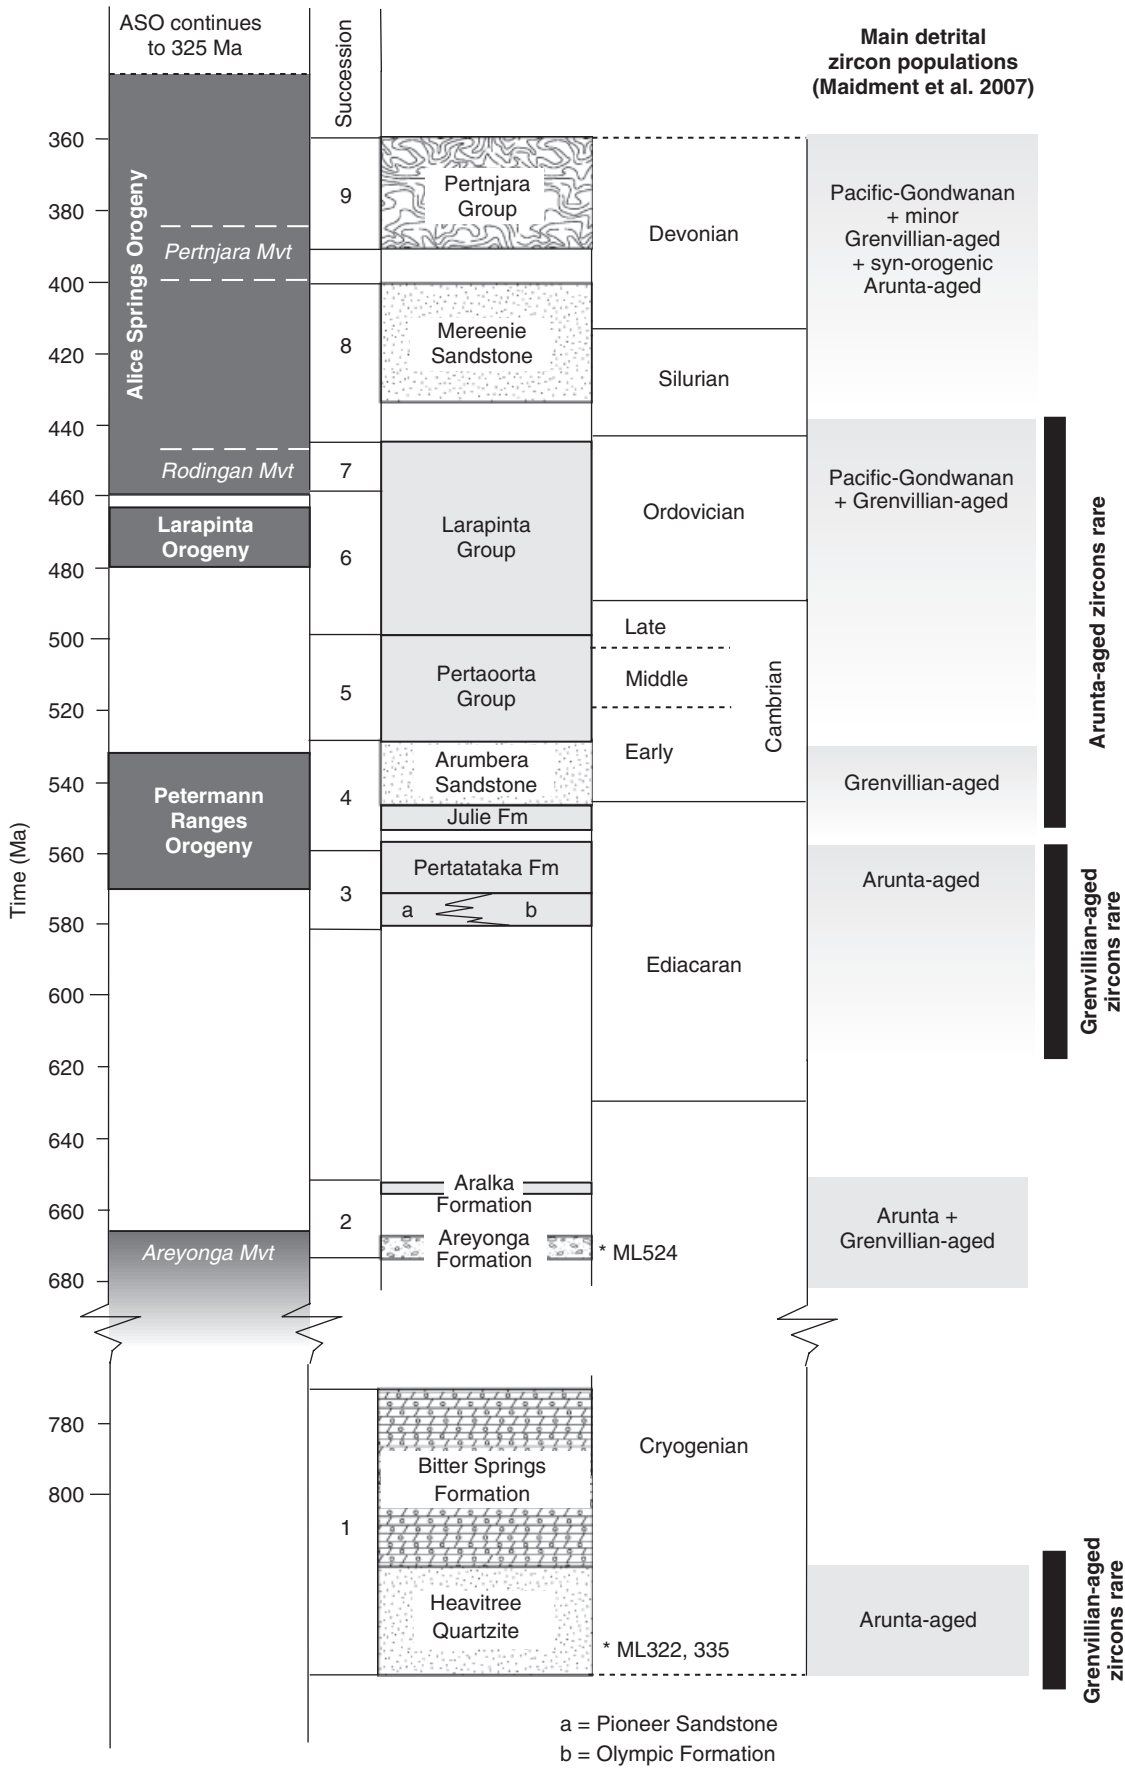 ASO continues
to 325 Ma
Succession
Main detrital
zircon populations
(Maidment et al. 2007)
Time (Ma)
360
380
400
420
440
460
480
500
520
540
560
580
600
620
640
660
680
780
800
Alice Springs Orogeny
Pertnjara Mvt
Rodingan Mvt
Larapinta
Orogeny
Petermann
Ranges
Orogeny
Areyonga Mvt
9
8
7
6
5
4
3
2
1
Pertnjara
Group
Mereenie
Sandstone
Larapinta
Group
Pertaoorta
Group
Arumbera
Sandstone
Julie Fm
Pertatataka Fm
a
b
Aralka
Formation
Areyonga
Formation
* ML524
Bitter Springs
Formation
Heavitree
Quartzite
* ML322, 335
Devonian
Silurian
Ordovician
Late
Middle
Early
Cambrian
Ediacaran
Cryogenian
Pacific-Gondwanan
+ minor
Grenvillian-aged
+ syn-orogenic
Arunta-aged
Pacific-Gondwanan
+ Grenvillian-aged
Grenvillian-aged
Arunta-aged
Arunta +
Grenvillian-aged
Arunta-aged
Arunta-aged zircons rare
Grenvillian-aged
zircons rare
Grenvillian-aged
zircons rare
a = Pioneer Sandstone
b = Olympic Formation